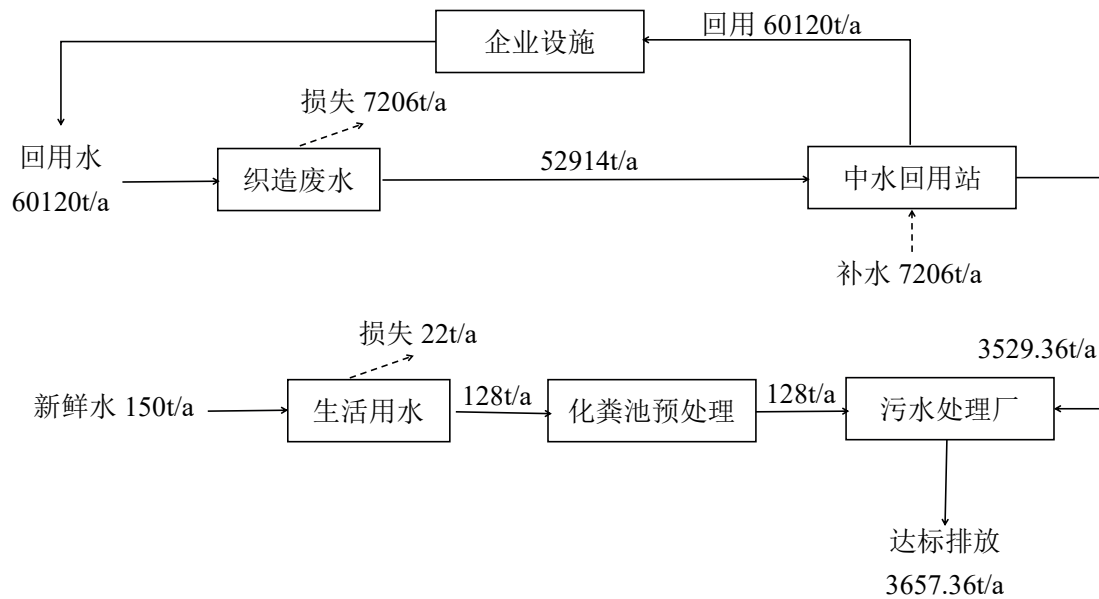 企业设施
回用 60120t/a
损失 7206t/a
回用水
60120t/a
织造废水
52914t/a
中水回用站
补水 7206t/a
损失 22t/a
3529.36t/a
新鲜水 150t/a
生活用水
128t/a
化粪池预处理
128t/a
污水处理厂
达标排放
3657.36t/a